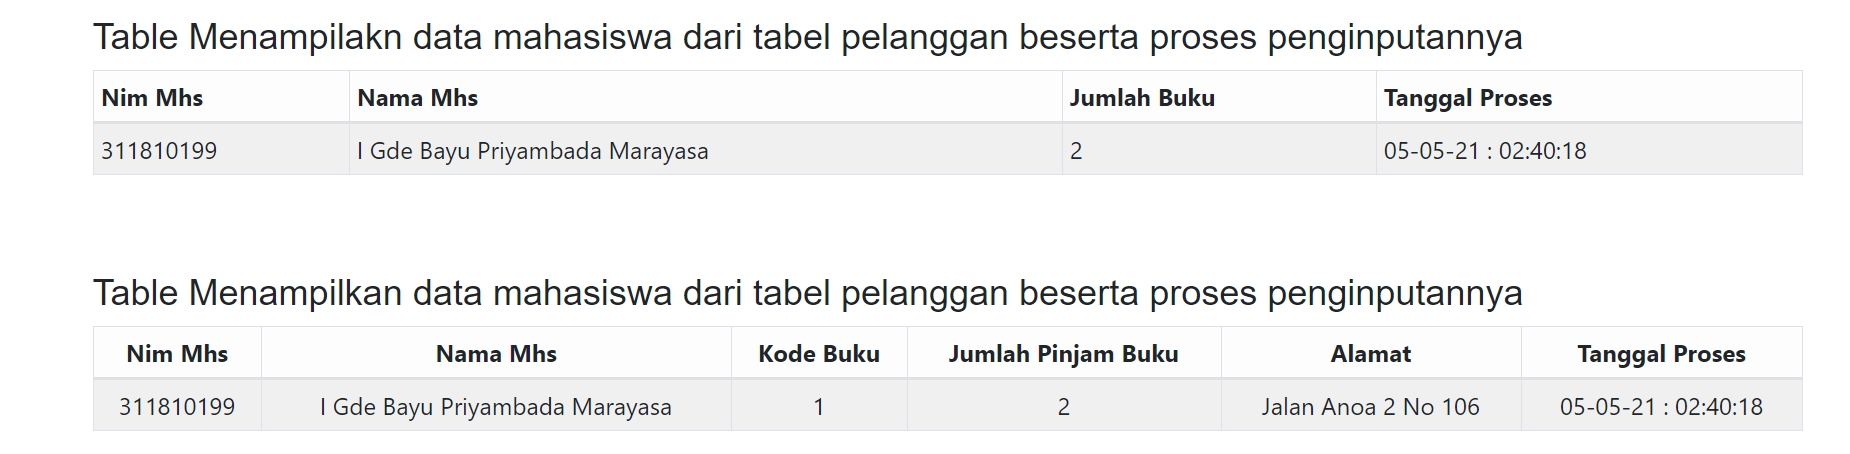 Table Menampilakn data mahasiswa dari tabel pelanggan beserta proses penginputannya
Nim Mhs Nama Mhs Jumlah Buku Tanggal Proses
311810199 I Gde Bayu Priyambada Marayasa 2 05-05-21 : 02:40:18
Table Menampilkan data mahasiswa dari tabel pelanggan beserta proses penginputannya
Nim Mhs Nama Mhs Kode Buku Jumlah Pinjam Buku Alamat Tanggal Proses
311810199 I Gde Bayu Priyambada Marayasa 1 2 Jalan Anoa 2 No 106 05-05-21 : 02:40:18